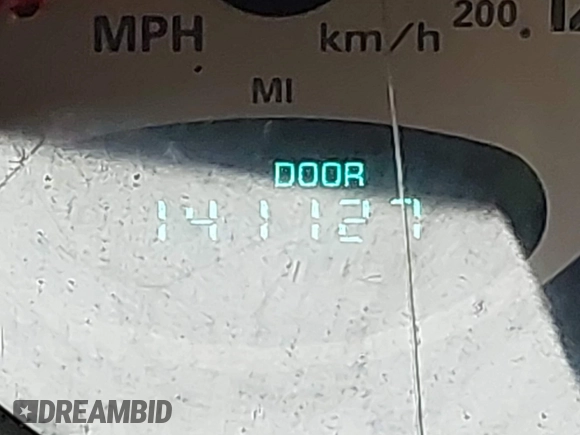 MPH km/h 200
MI
DOOR
141127
DREAMBID